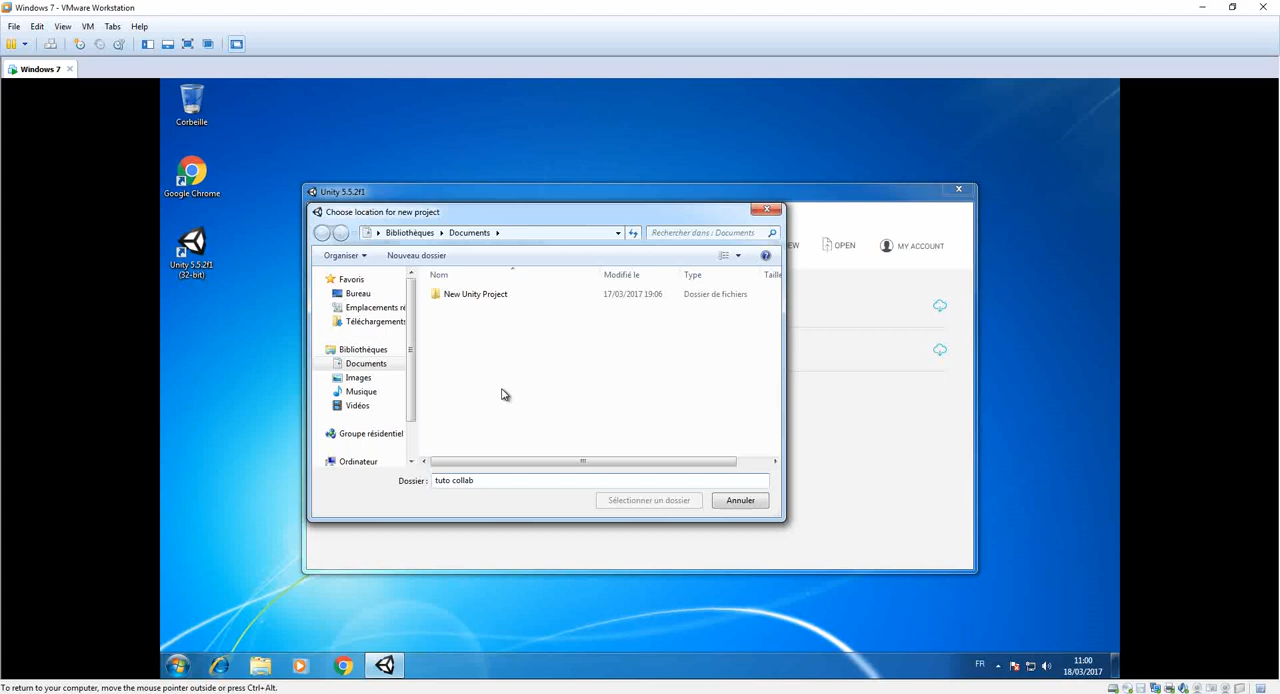 Windows 7 - VMware Workstation
File Edit View VM Tabs Help
Windows 7
Corbeille
Google Chrome
Unity 5.5.2f1
(32-bit)
Unity 5.5.2f1
OPEN MY ACCOUNT
Choose location for new project
Bibliothèques Documents Rechercher dans : Documents
Organiser Nouveau dossier
Nom Modifié le Type Taille
New Unity Project 17/03/2017 19:06 Dossier de fichiers
Favoris
Bureau
Emplacements ré
Téléchargements
Bibliothèques
Documents
Images
Musique
Vidéos
Groupe résidentiel
Ordinateur
Dossier : tuto collab
Sélectionner un dossier Annuler
FR 11:00
18/03/2017
To return to your computer, move the mouse pointer outside or press Ctrl+Alt.